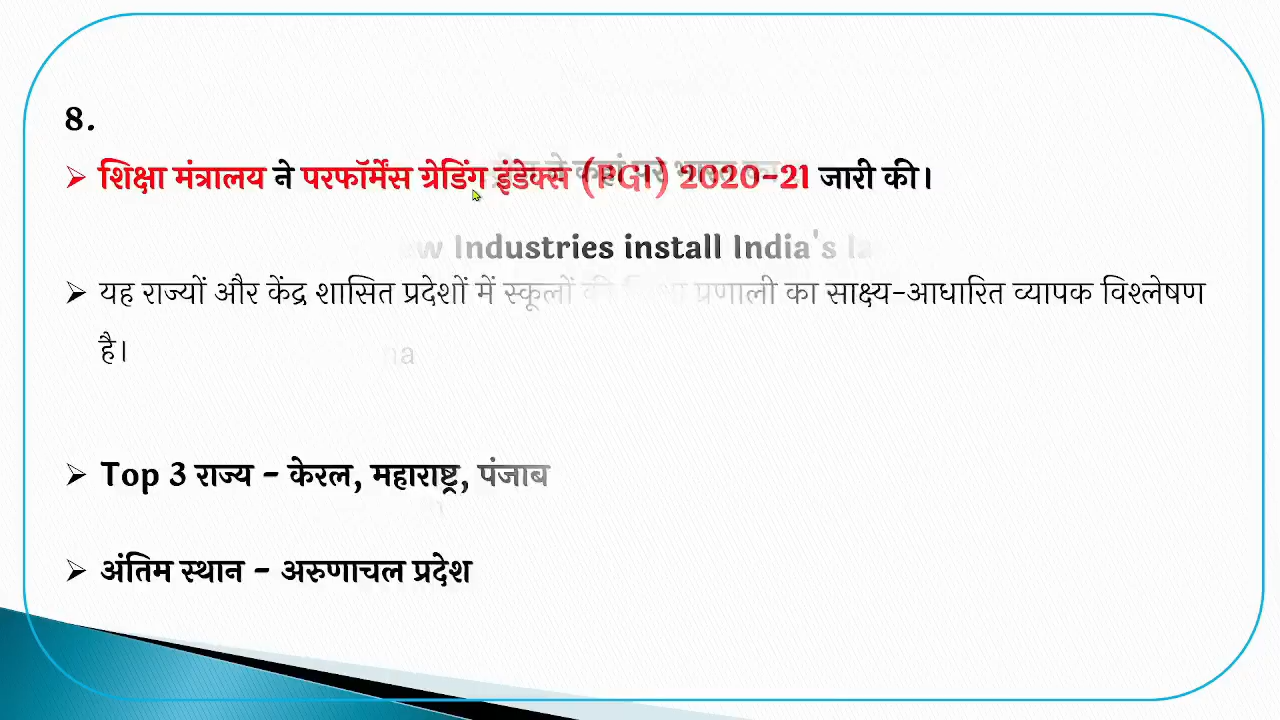 8.
शिक्षा मंत्रालय ने परफॉर्मेंस ग्रेडिंग इंडेक्स (PGI) 2020-21 जारी की।
Industries install India's
यह राज्यों और केंद्र शासित प्रदेशों में स्कूलों की शिक्षा प्रणाली का साक्ष्य-आधारित व्यापक विश्लेषण
है।
Top 3 राज्य - केरल, महाराष्ट्र, पंजाब
अंतिम स्थान - अरुणाचल प्रदेश